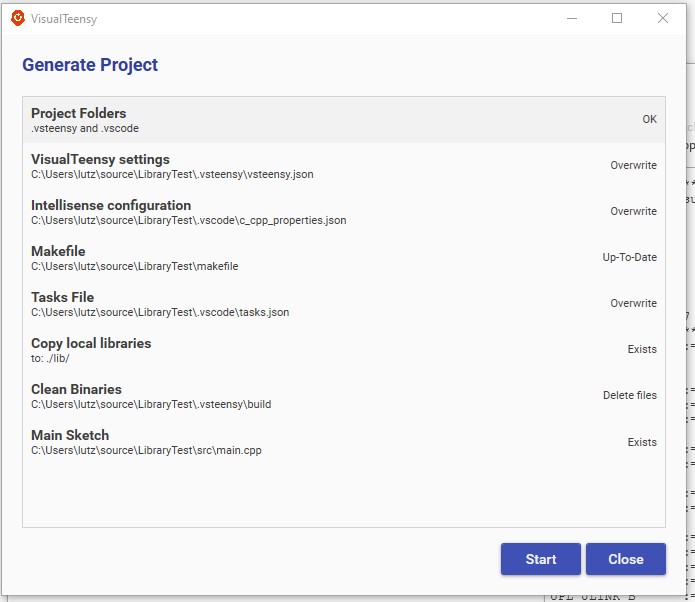 VisualTeensy
Generate Project
Project Folders
.vsteensy and .vscode
OK
VisualTeensy settings
C:\Users\lutz\source\LibraryTest\.vsteensy\vsteensy.json
Overwrite
Intellisense configuration
C:\Users\lutz\source\LibraryTest\.vscode\c_cpp_properties.json
Overwrite
Makefile
C:\Users\lutz\source\LibraryTest\makefile
Up-To-Date
Tasks File
C:\Users\lutz\source\LibraryTest\.vscode\tasks.json
Overwrite
Copy local libraries
to: ./lib/
Exists
Clean Binaries
C:\Users\lutz\source\LibraryTest\.vsteensy\build
Delete files
Main Sketch
C:\Users\lutz\source\LibraryTest\src\main.cpp
Exists
Start
Close